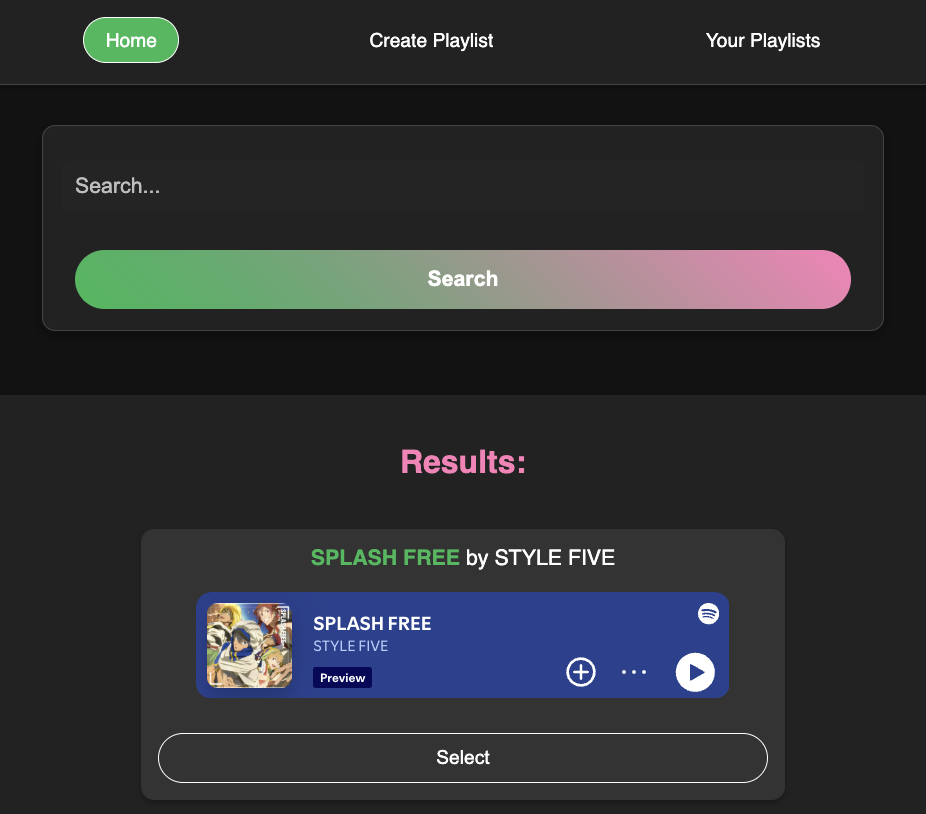 Home
Create Playlist
Your Playlists
Search...
Search
Results:
SPLASH FREE by STYLE FIVE
SPLASH FREE
STYLE FIVE
Preview
Select